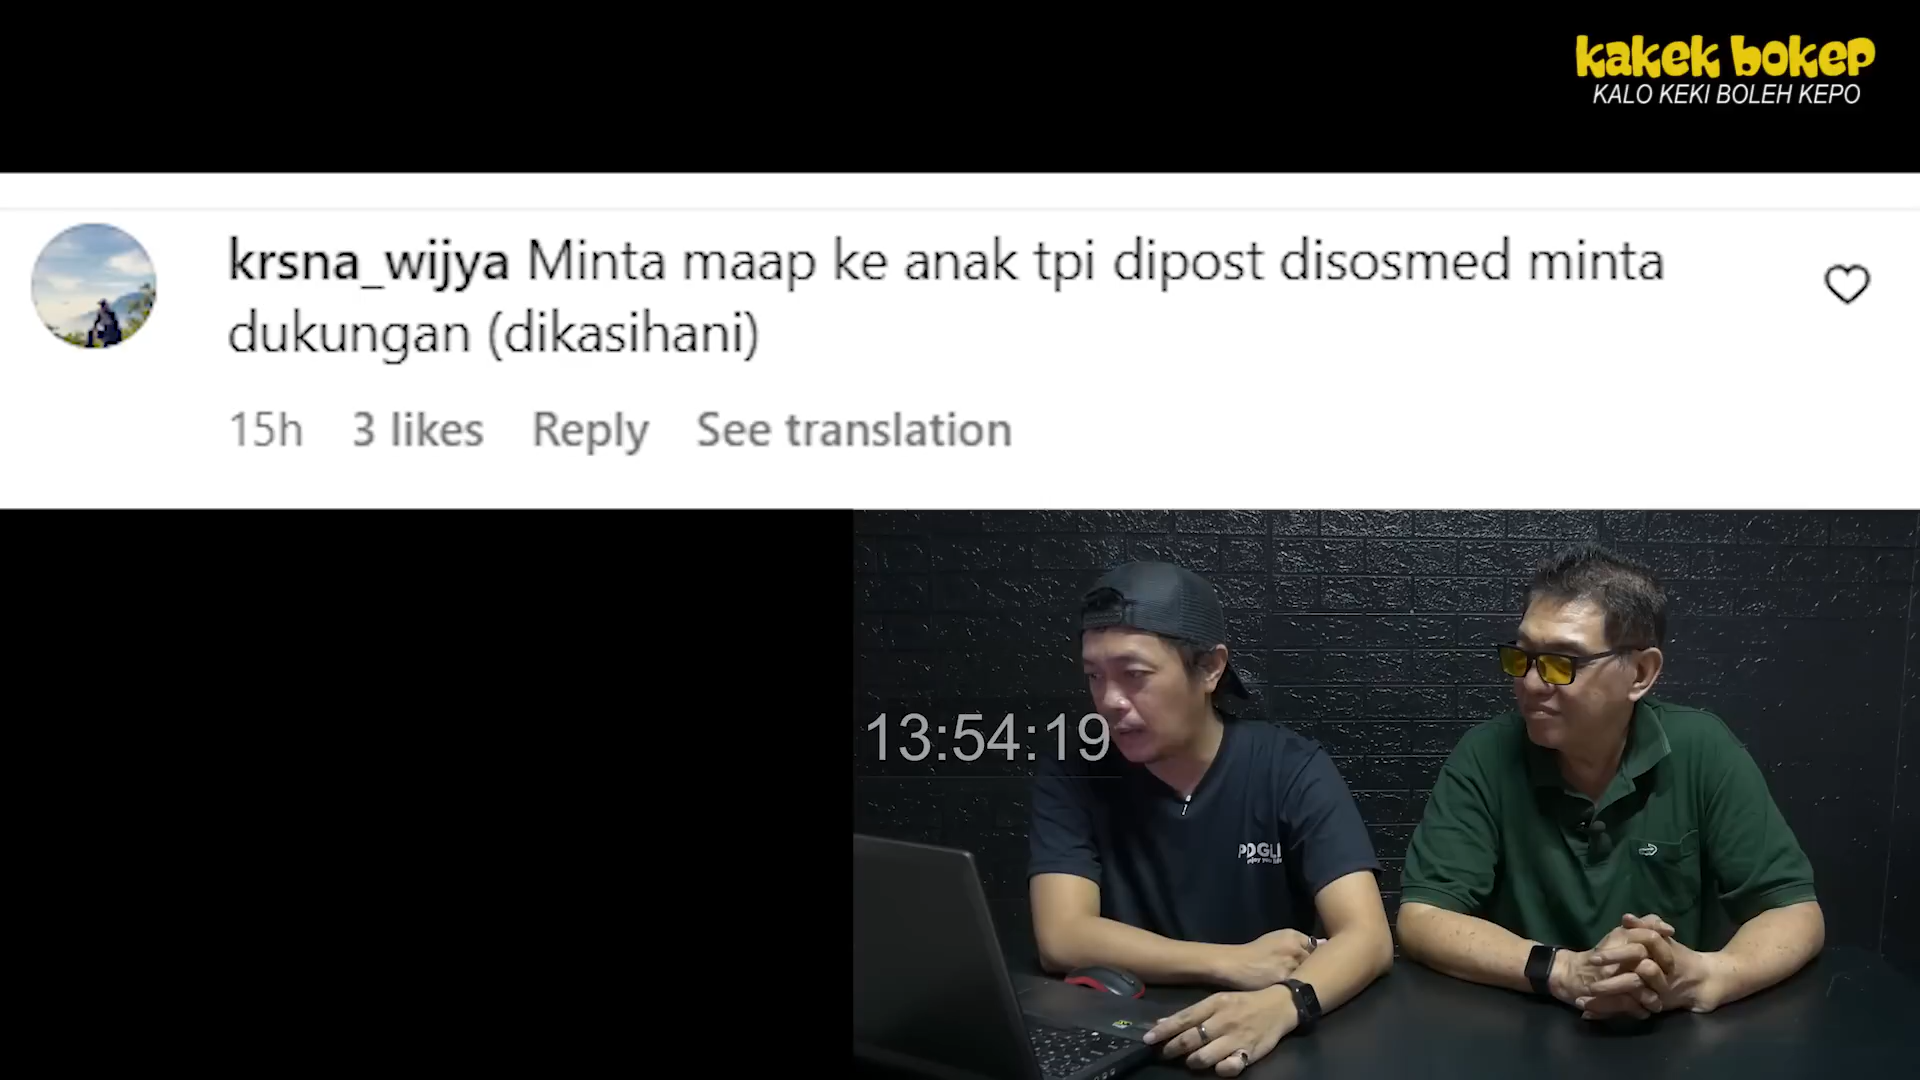 kakek bokep
KALO KEKI BOLEH KEPO
krsna_wijya Minta maap ke anak tpi dipost disosmed minta
dukungan (dikasihani)
15h 3 likes Reply See translation
13:54:19